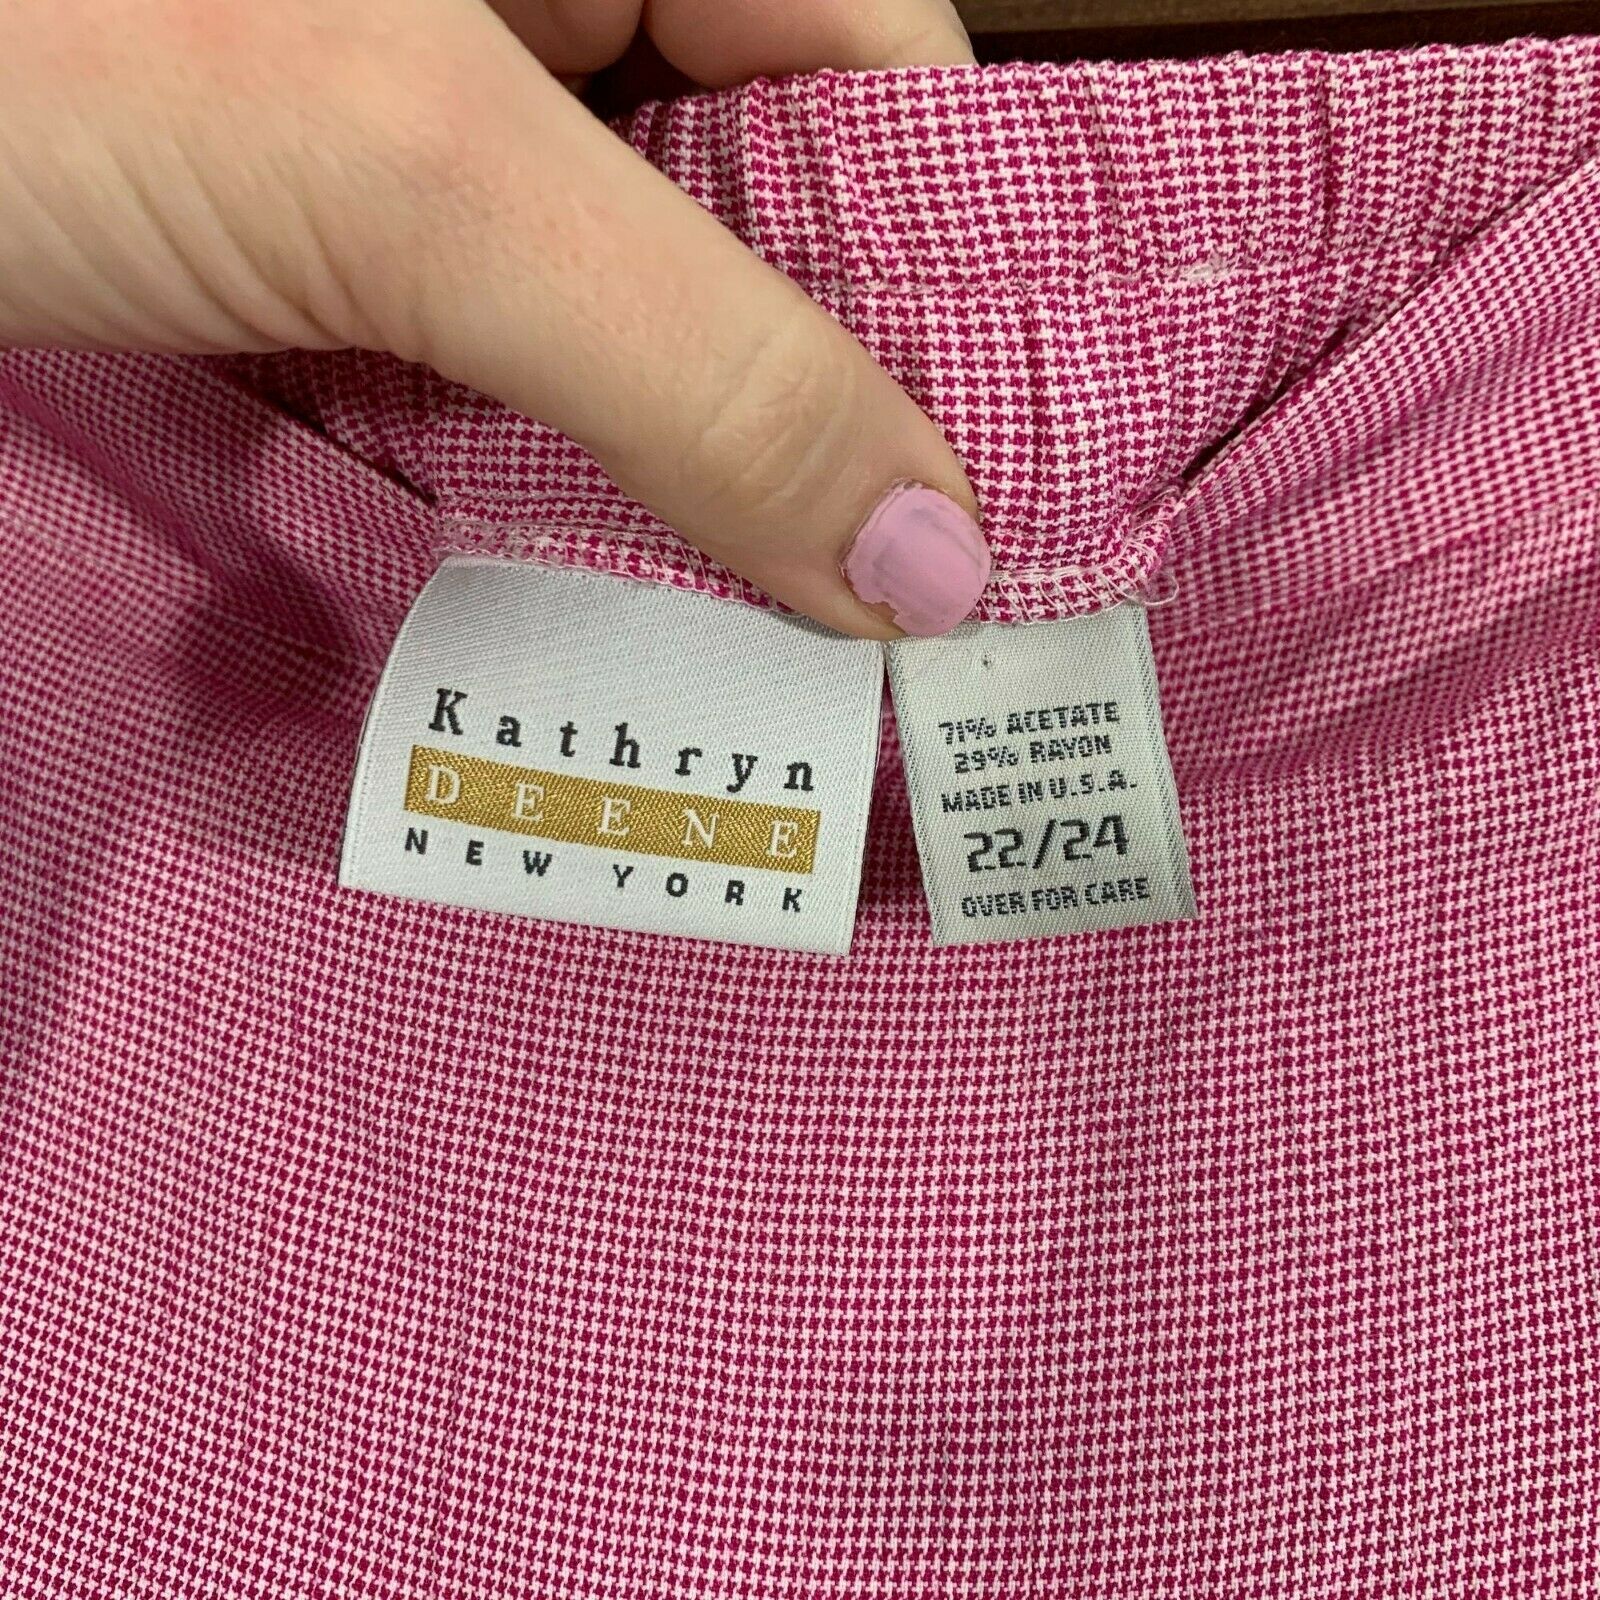 Kathryn
DEENE
NEW YORK
71% ACETATE
29% RAYON
MADE IN U.S.A.
22/24
OVER FOR CARE